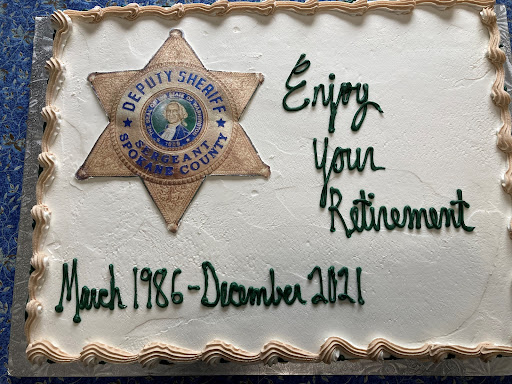 DEPUTY SHERIFF
SERGEANT
SPOKANE COUNTY
Enjoy
Your
Retirement
March 1986-December 2021